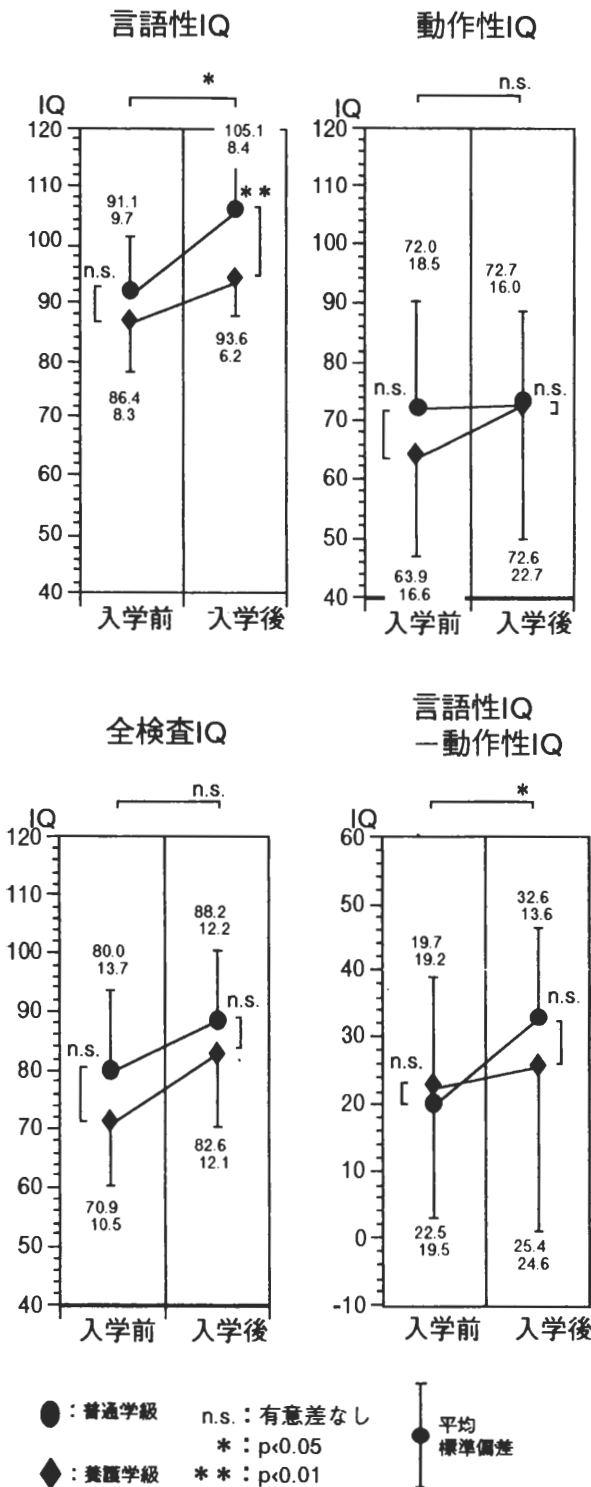 言語性IQ
*
IQ
120
110
100
90
80
70
60
50
40
91.1
9.7
n.s.
86.4
8.3
105.1
8.4
**
93.6
6.2
入学前
入学後
動作性IQ
n.s.
IQ
120
110
100
90
80
70
60
50
40
72.0
18.5
n.s.
63.9
16.6
72.7
16.0
n.s.
72.6
22.7
入学前
入学後
全検査IQ
n.s.
IQ
120
110
100
90
80
70
60
50
40
80.0
13.7
n.s.
70.9
10.5
88.2
12.2
n.s.
82.6
12.1
入学前
入学後
言語性IQ
－動作性IQ
*
IQ
60
50
40
30
20
10
0
-10
19.7
19.2
n.s.
22.5
19.5
32.6
13.6
n.s.
25.4
24.6
入学前
入学後
●：普通学級
◆：養護学級
n.s.：有意差なし
*：p<0.05
**：p<0.01
平均
標準偏差